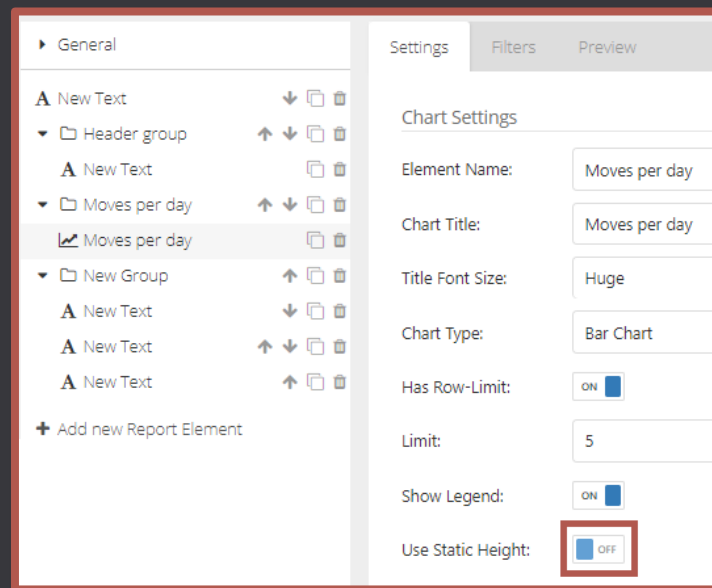 General
New Text
Header group
New Text
Moves per day
Moves per day
New Group
New Text
New Text
New Text
Add new Report Element
Settings Filters Preview
Chart Settings
Element Name: Moves per day
Chart Title: Moves per day
Title Font Size: Huge
Chart Type: Bar Chart
Has Row-Limit: ON
Limit: 5
Show Legend: ON
Use Static Height: OFF